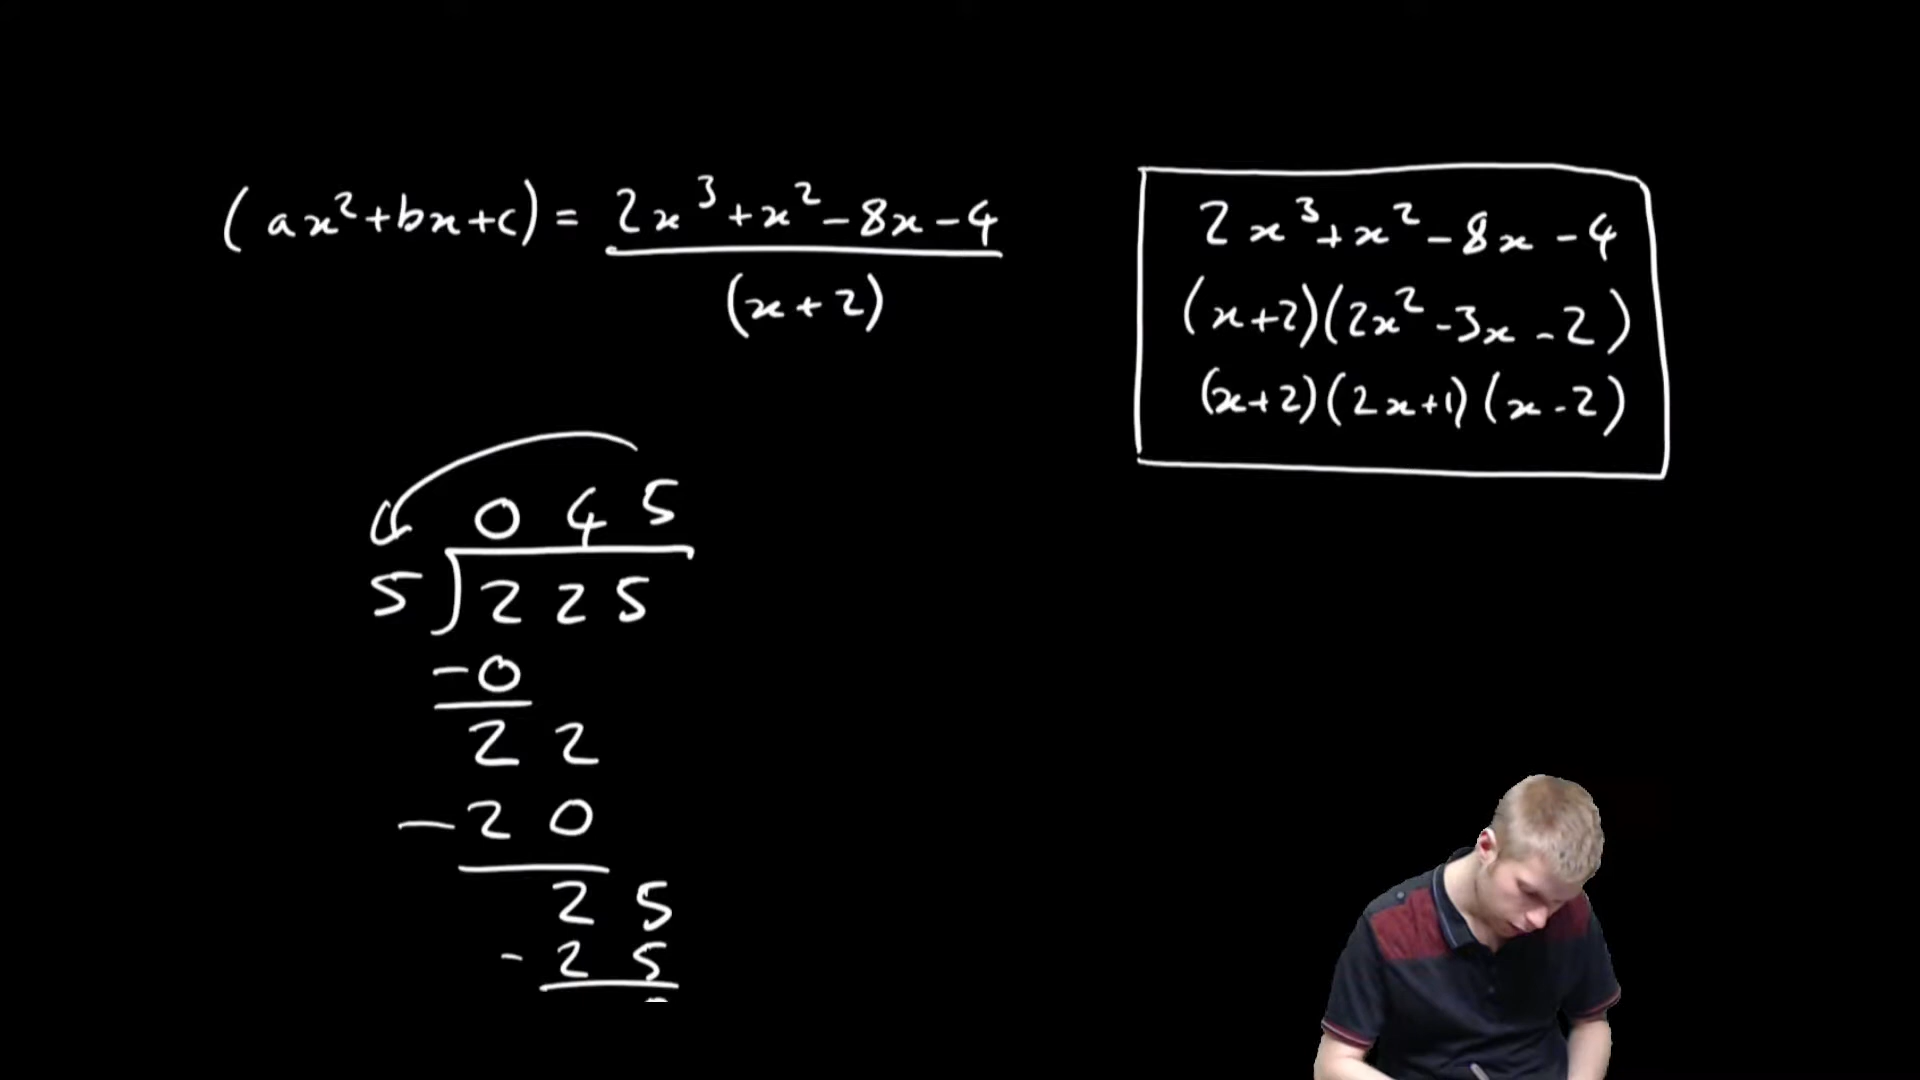 (ax²+bx+c) = 2x³+x²-8x-4
(x+2)
2x³+x²-8x-4
(x+2)(2x²-3x-2)
(x+2)(2x+1)(x-2)
0 4 5
5)2 2 5
-0
2 2
-2 0
2 5
-2 5